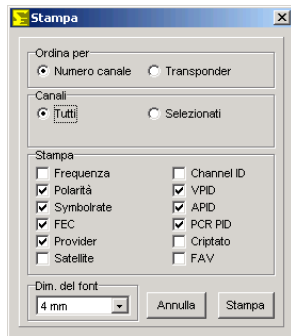 Stampa
Ordina per
Numero canale Transponder
Canali
Tutti Selezionati
Stampa
Frequenza Channel ID
Polarità VPID
Symbolrate APID
FEC PCR PID
Provider Criptato
Satellite FAV
Dim. del font
4 mm Annulla Stampa